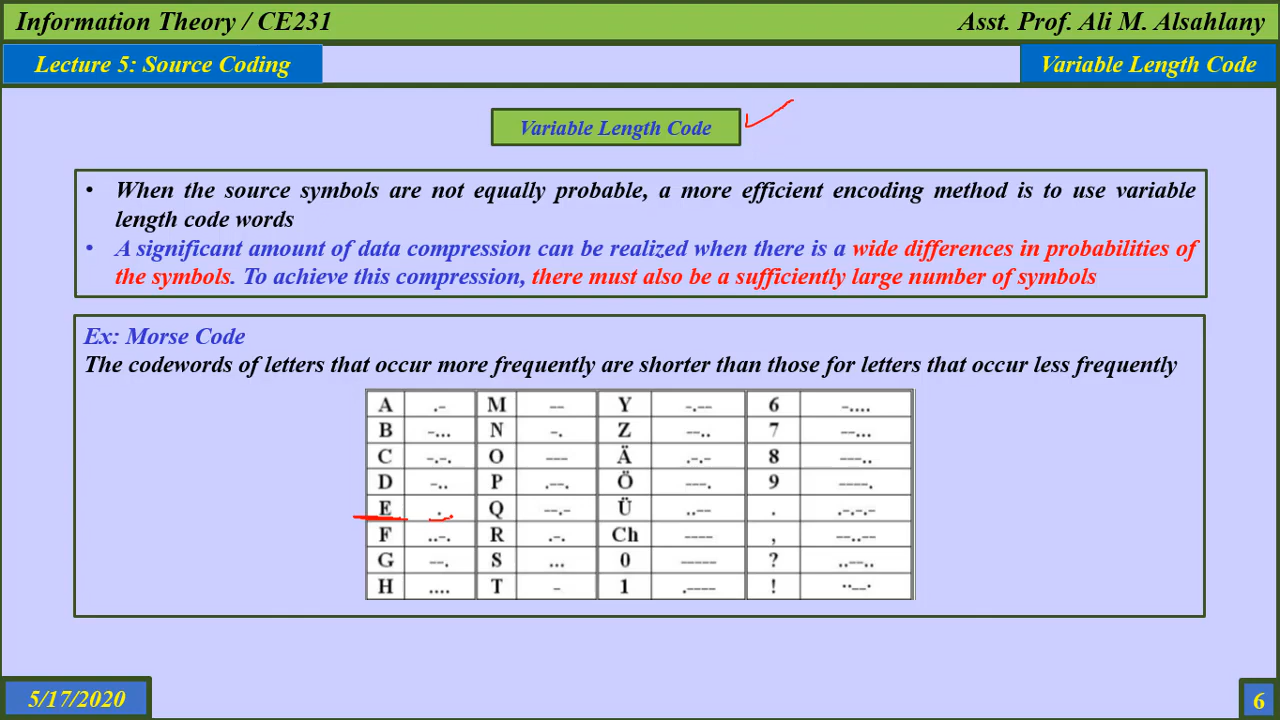 Information Theory / CE231 Asst. Prof. Ali M. Alsahlany
Lecture 5: Source Coding Variable Length Code
Variable Length Code
• When the source symbols are not equally probable, a more efficient encoding method is to use variable
length code words
• A significant amount of data compression can be realized when there is a wide differences in probabilities of
the symbols. To achieve this compression, there must also be a sufficiently large number of symbols
Ex: Morse Code
The codewords of letters that occur more frequently are shorter than those for letters that occur less frequently
A .- M -- Y -.-- 6 -....
B -... N -. Z --.. 7 --...
C -.-. O --- Ä .-.- 8 ---..
D -.. P .--. Ö ---. 9 ----.
E . Q --.- Ü ..-- . .-.-.-
F ..-. R .-. Ch ---- , --..--
G --. S ... 0 ----- ? ..--..
H .... T - 1 .---- ! ..--.
5/17/2020 6